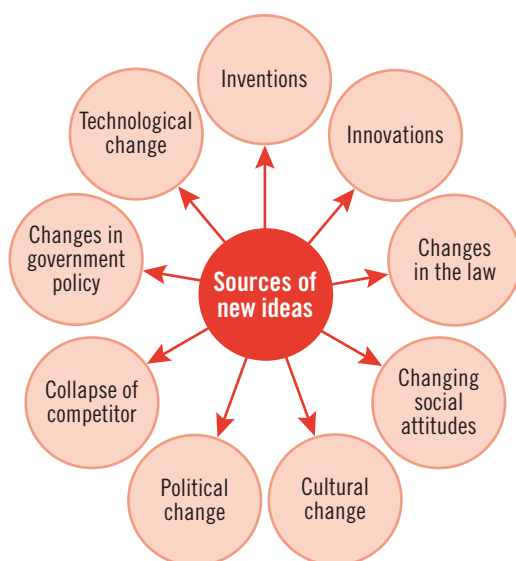 Inventions
Innovations
Changes
in the law
Changing
social
attitudes
Cultural
change
Political
change
Collapse of
competitor
Changes in
government
policy
Technological
change
Sources of
new ideas